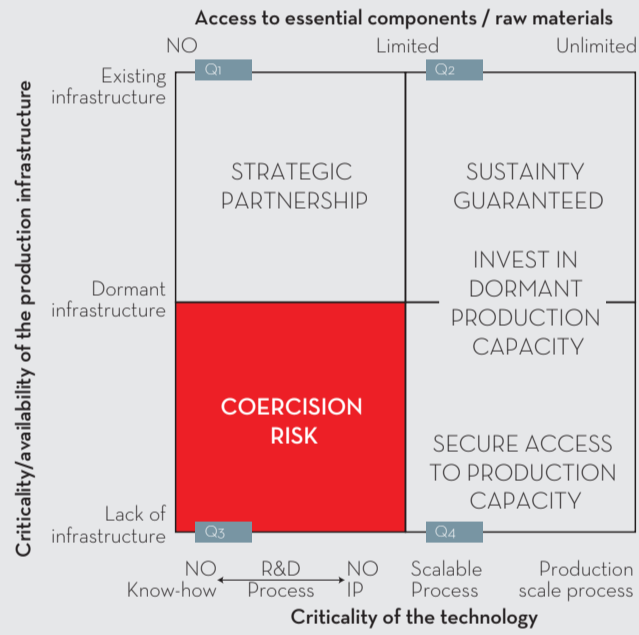 Access to essential components / raw materials
NO
Limited
Unlimited
Criticality/availability of the production infrastructure
Existing
infrastructure
Q1
Q2
STRATEGIC
PARTNERSHIP
SUSTAINTY
GUARANTEED
Dormant
infrastructure
INVEST IN
DORMANT
PRODUCTION
CAPACITY
COERCISION
RISK
SECURE ACCESS
TO PRODUCTION
CAPACITY
Lack of
infrastructure
Q3
Q4
NO
Know-how
R&D
Process
NO
IP
Scalable
Process
Production
scale process
Criticality of the technology